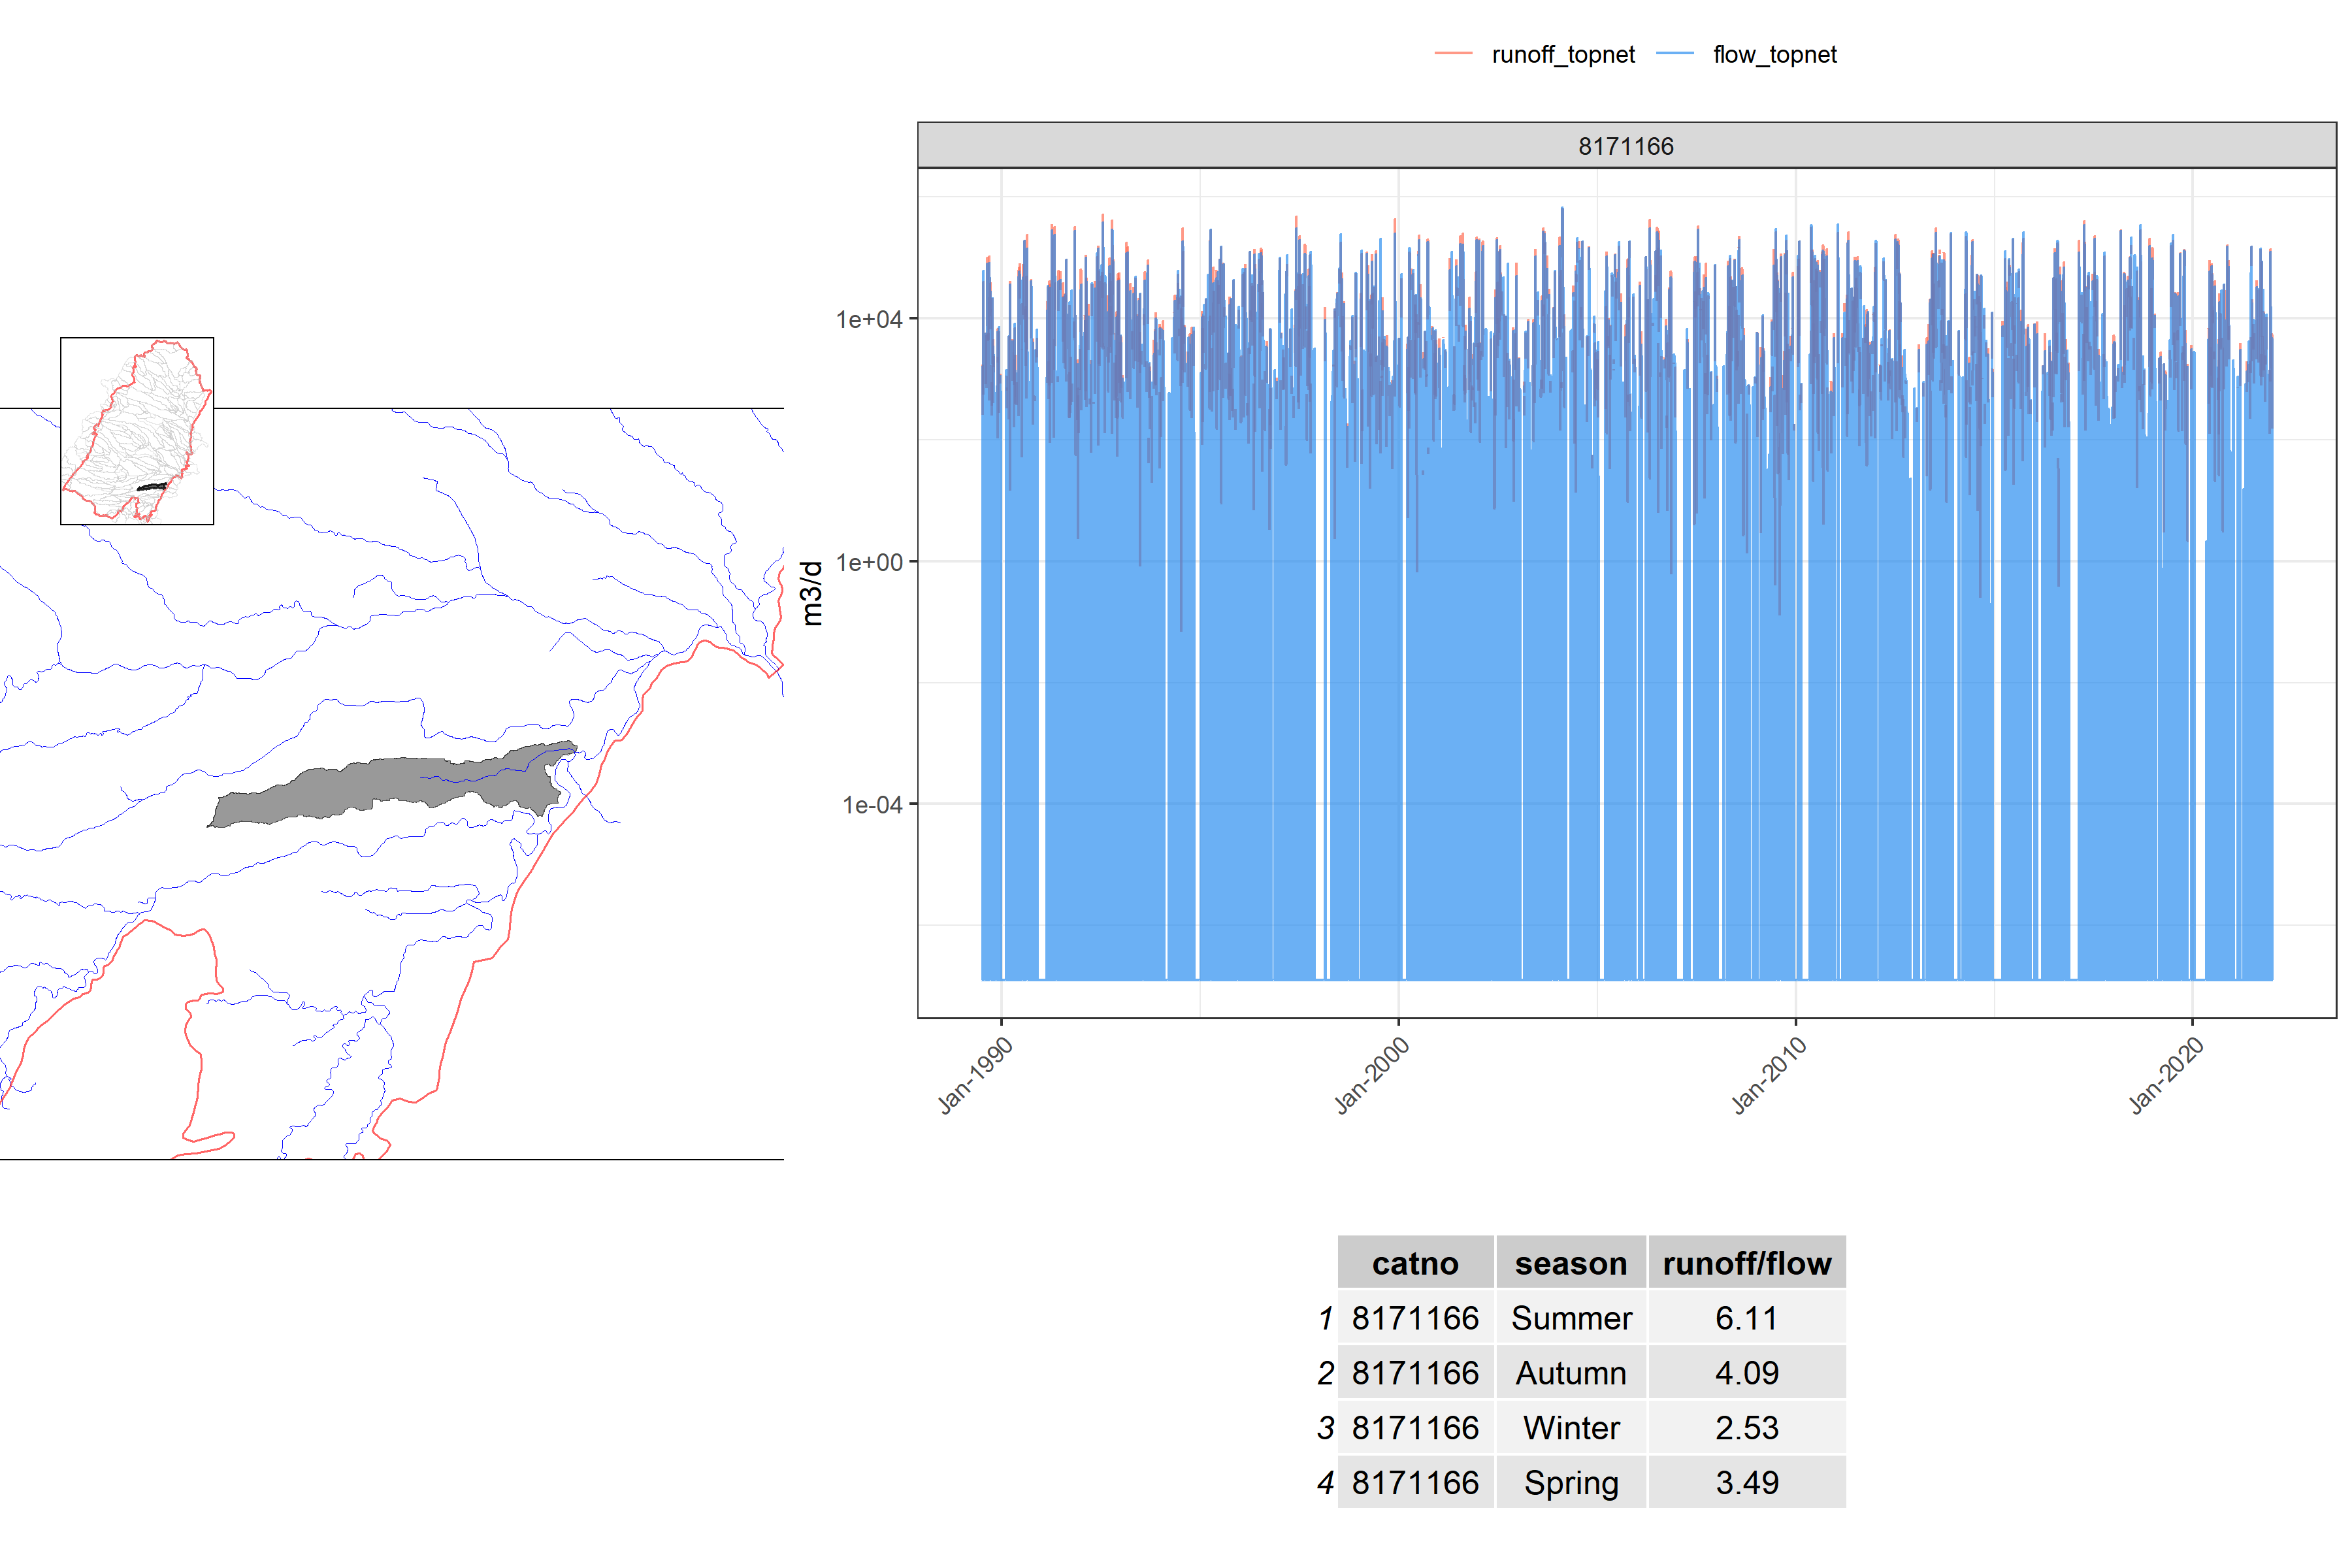 runoff_topnet flow_topnet
8171166
m3/d
1e+04
1e+00
1e-04
Jan-1990 Jan-2000 Jan-2010 Jan-2020
catno season runoff/flow
1 8171166 Summer 6.11
2 8171166 Autumn 4.09
3 8171166 Winter 2.53
4 8171166 Spring 3.49